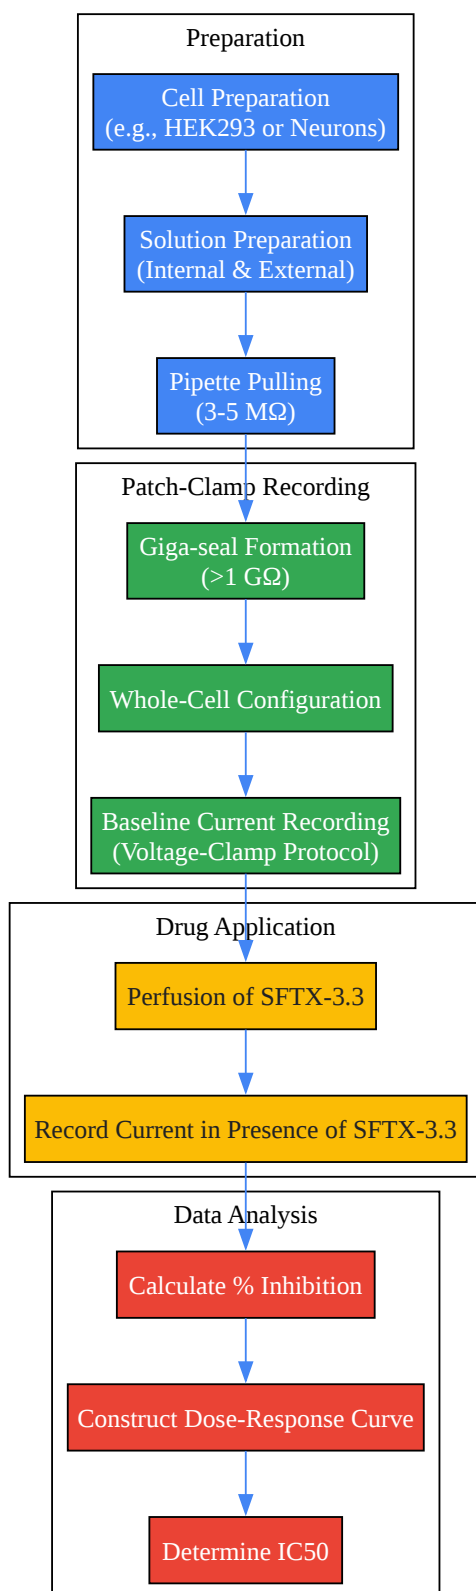 Preparation
Cell Preparation
(e.g., HEK293 or Neurons)
Solution Preparation
(Internal & External)
Pipette Pulling
(3-5 MΩ)
Patch-Clamp Recording
Giga-seal Formation
(>1 GΩ)
Whole-Cell Configuration
Baseline Current Recording
(Voltage-Clamp Protocol)
Drug Application
Perfusion of SFTX-3.3
Record Current in Presence of SFTX-3.3
Data Analysis
Calculate % Inhibition
Construct Dose-Response Curve
Determine IC50